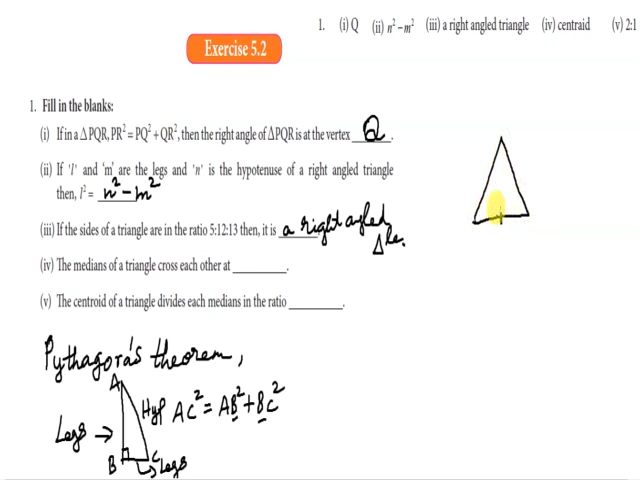 1. (i) Q (ii) n² – m² (iii) a right angled triangle (iv) centraid (v) 2:1
Exercise 5.2
1. Fill in the blanks:
(i) If in a Δ PQR, PR² = PQ² + QR², then the right angle of ΔPQR is at the vertex Q.
(ii) If 'l' and 'm' are the legs and 'n' is the hypotenuse of a right angled triangle
then, l² = n² – m²
(iii) If the sides of a triangle are in the ratio 5:12:13 then, it is a right angled
Δle.
(iv) The medians of a triangle cross each other at ________.
(v) The centroid of a triangle divides each medians in the ratio ________.
Pythagora's theorem,
A
Hyp AC² = AB² + BC²
Legs →
B C
→ Legs